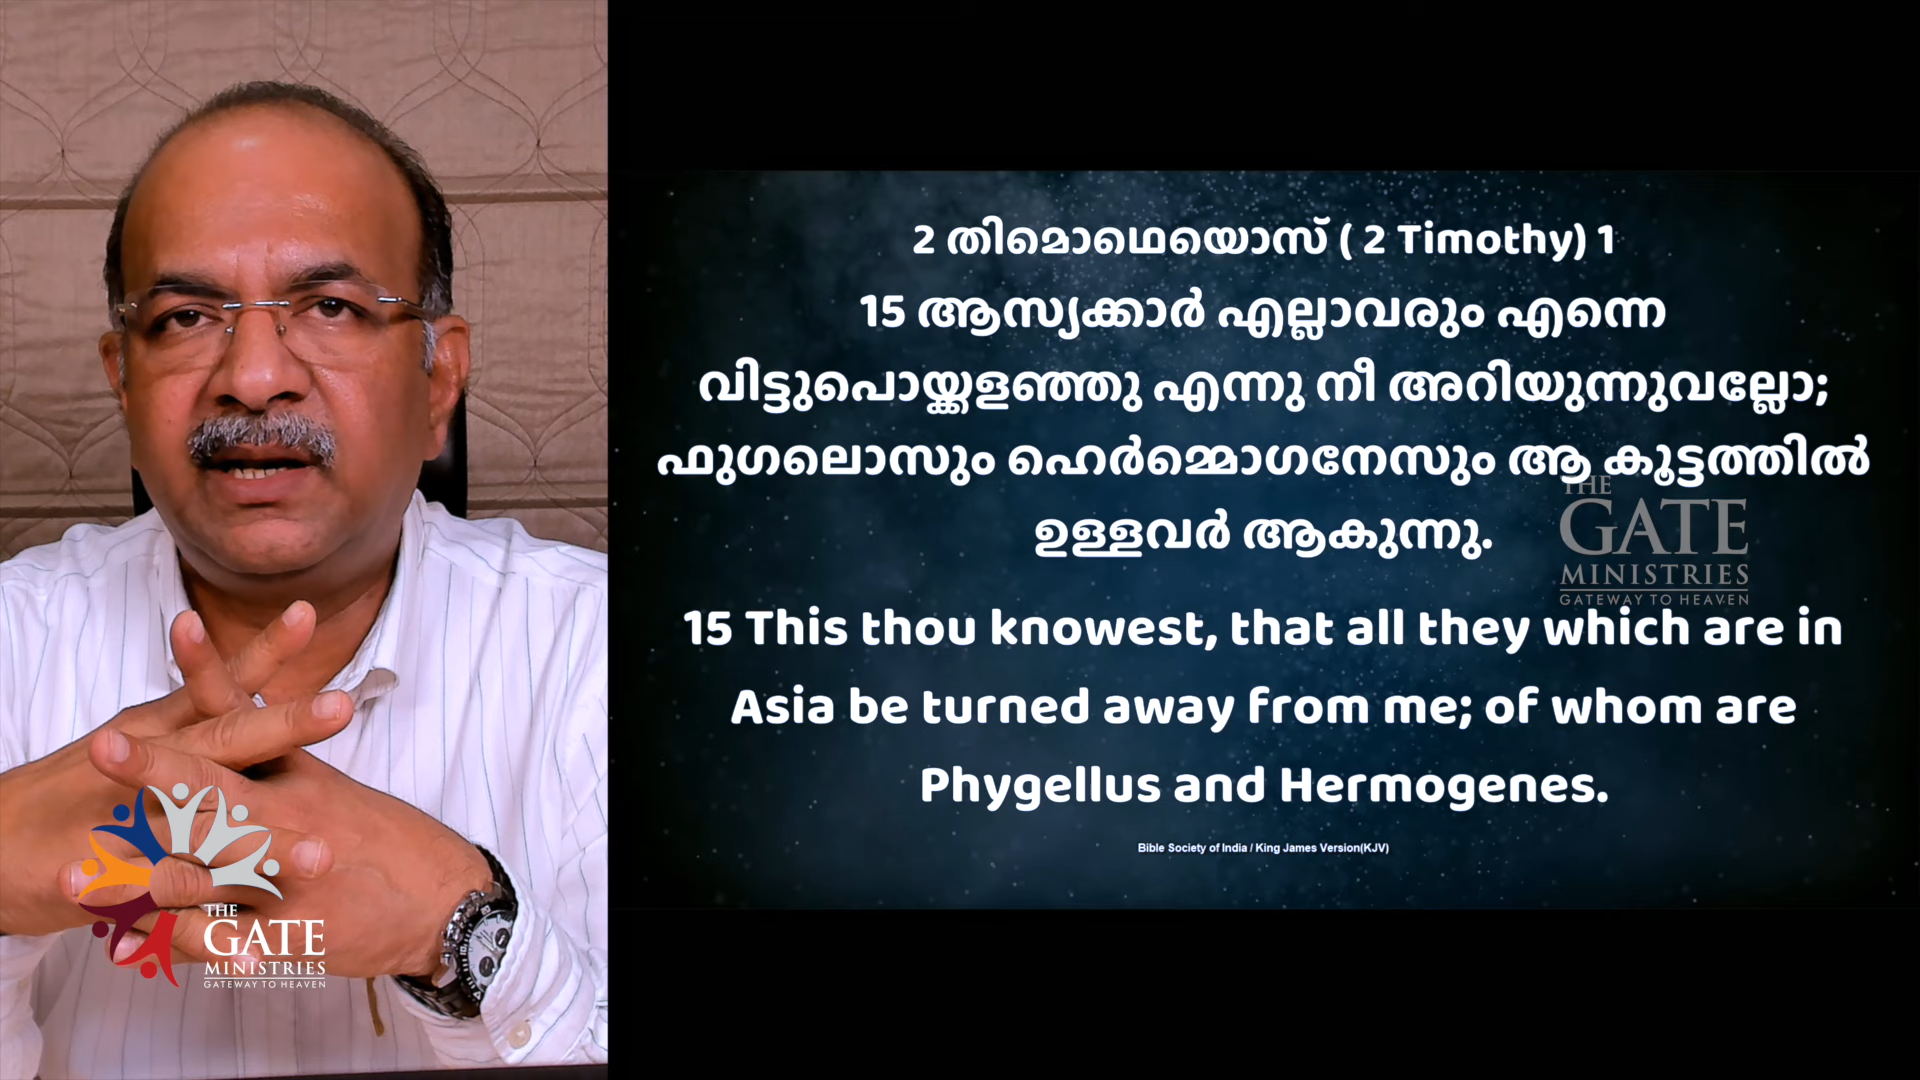 2 തിമൊഥെയൊസ് ( 2 Timothy) 1
15 ആസ്യക്കാർ എല്ലാവരും എന്നെ
വിട്ടുപൊയ്ക്കളഞ്ഞു എന്നു നീ അറിയുന്നുവല്ലോ;
ഫുഗലൊസും ഹെർമ്മൊഗനേസും ആ കൂട്ടത്തിൽ
ഉള്ളവർ ആകുന്നു.
THE
GATE
MINISTRIES
GATEWAY TO HEAVEN
15 This thou knowest, that all they which are in
Asia be turned away from me; of whom are
Phygellus and Hermogenes.
Bible Society of India / King James Version(KJV)
THE
GATE
MINISTRIES
GATEWAY TO HEAVEN